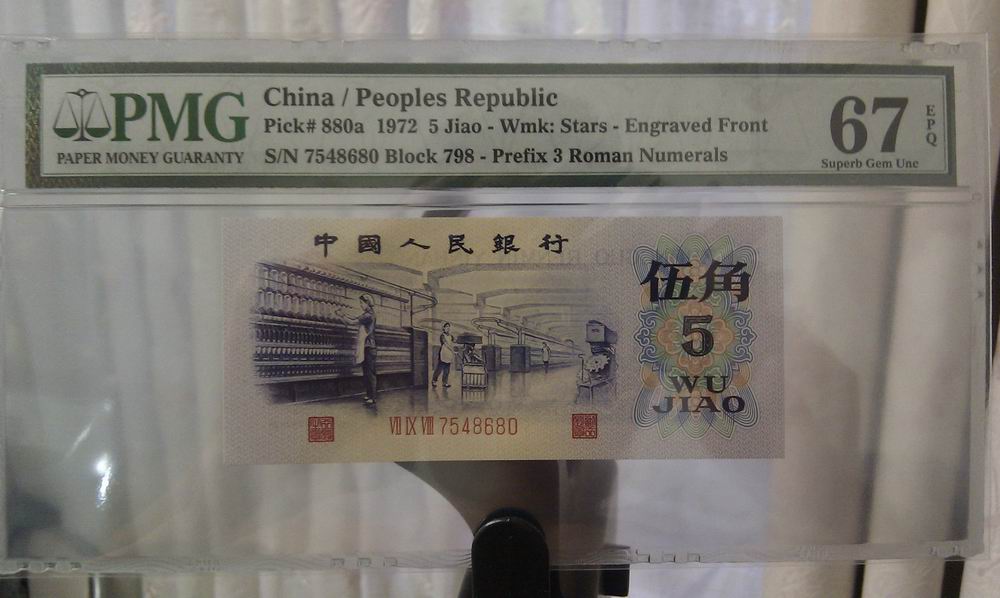 PMG
PAPER MONEY GUARANTY
China / Peoples Republic
Pick# 880a 1972 5 Jiao - Wmk: Stars - Engraved Front
S/N 7548680 Block 798 - Prefix 3 Roman Numerals
67
EPQ
Superb Gem Unc
中國人民銀行
伍角
5
WU
JIAO
VII IX VIII 7548680